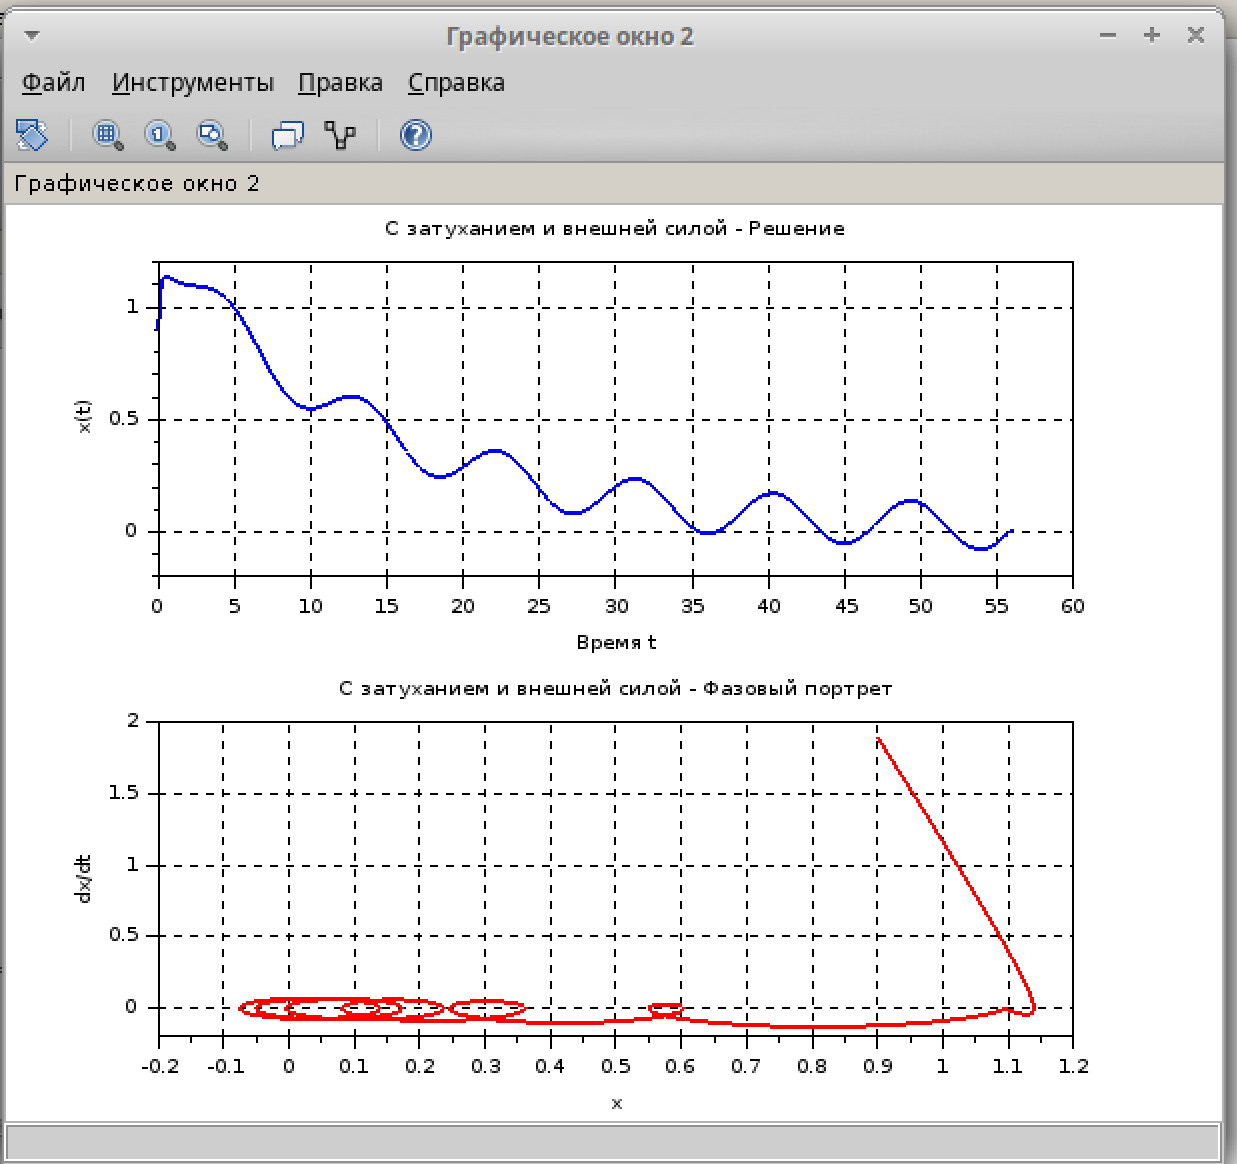 Графическое окно 2
Файл Инструменты Правка Справка
Графическое окно 2
С затуханием и внешней силой - Решение
x(t)
1
0.5
0
0 5 10 15 20 25 30 35 40 45 50 55 60
Время t
С затуханием и внешней силой - Фазовый портрет
dx/dt
2
1.5
1
0.5
0
-0.2 -0.1 0 0.1 0.2 0.3 0.4 0.5 0.6 0.7 0.8 0.9 1 1.1 1.2
x